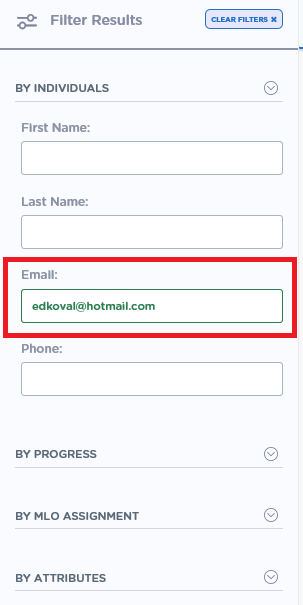 Filter Results
CLEAR FILTERS ×
BY INDIVIDUALS
First Name:
Last Name:
Email:
edkoval@hotmail.com
Phone:
BY PROGRESS
BY MLO ASSIGNMENT
BY ATTRIBUTES